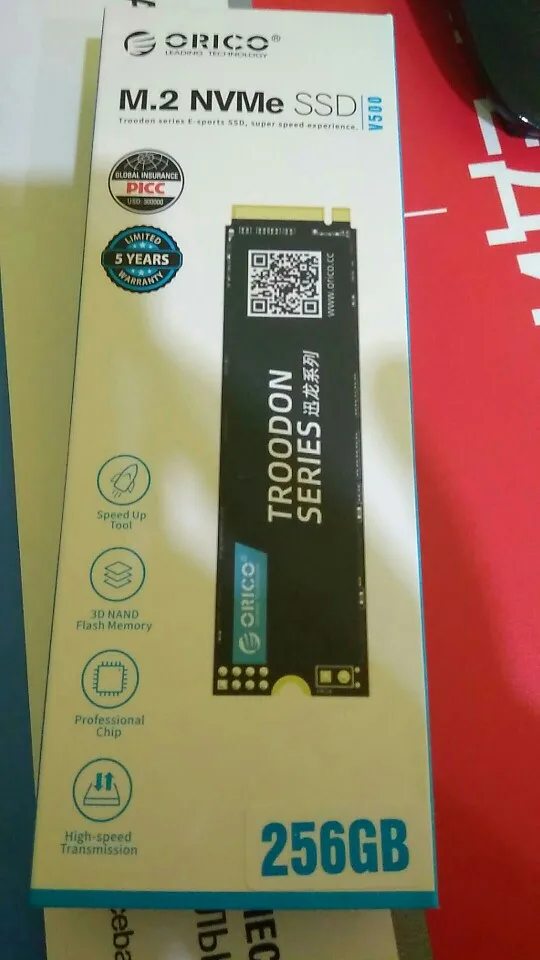 ORICO®
LEADING TECHNOLOGY
M.2 NVMe SSD
V500
Troodon series E-sports SSD, super speed experience.
GLOBAL INSURANCE
PICC
USD: 300000
LIMITED
5 YEARS
WARRANTY
www.orico.cc
TROODON
SERIES 迅龙系列
ORICO®
Speed Up
Tool
3D NAND
Flash Memory
Professional
Chip
High-speed
Transmission
256GB